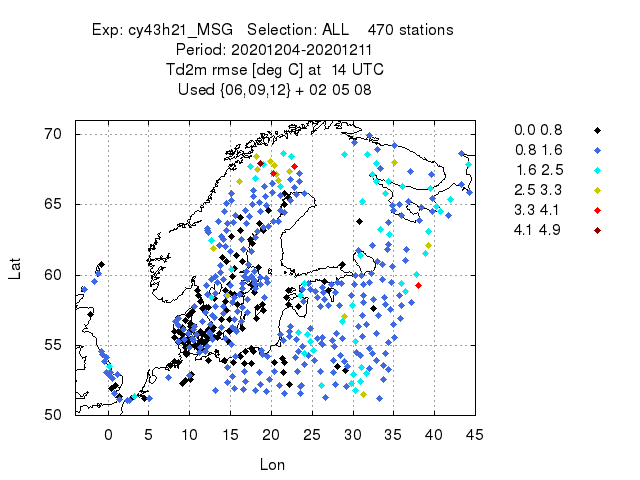 Exp: cy43h21_MSG   Selection: ALL    470 stations
Period: 20201204-20201211
Td2m rmse [deg C] at  14 UTC
Used {06,09,12} + 02 05 08
0.0 0.8
0.8 1.6
1.6 2.5
2.5 3.3
3.3 4.1
4.1 4.9
70
65
60
55
50
Lat
0 5 10 15 20 25 30 35 40 45
Lon